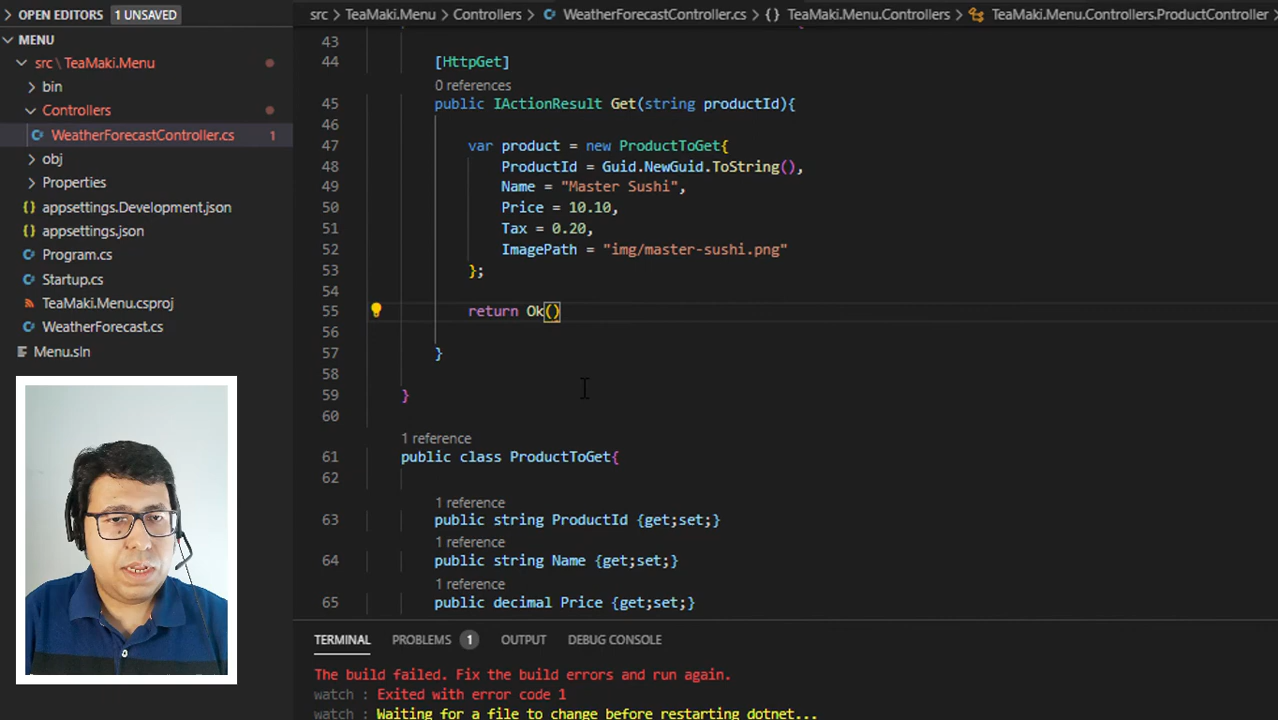 OPEN EDITORS 1 UNSAVED
src > TeaMaki.Menu > Controllers > WeatherForecastController.cs > {} TeaMaki.Menu.Controllers > TeaMaki.Menu.Controllers.ProductController >
MENU
src \ TeaMaki.Menu
bin
Controllers
WeatherForecastController.cs 1
obj
Properties
{} appsettings.Development.json
{} appsettings.json
Program.cs
Startup.cs
TeaMaki.Menu.csproj
WeatherForecast.cs
Menu.sln
43
44 [HttpGet]
0 references
45 public IActionResult Get(string productId){
46
47 var product = new ProductToGet{
48 ProductId = Guid.NewGuid.ToString(),
49 Name = "Master Sushi",
50 Price = 10.10,
51 Tax = 0.20,
52 ImagePath = "img/master-sushi.png"
53 };
54
55 return Ok()
56
57 }
58
59 }
60
1 reference
61 public class ProductToGet{
62
1 reference
63 public string ProductId {get;set;}
1 reference
64 public string Name {get;set;}
1 reference
65 public decimal Price {get;set;}
TERMINAL PROBLEMS 1 OUTPUT DEBUG CONSOLE
The build failed. Fix the build errors and run again.
watch : Exited with error code 1
watch : Waiting for a file to change before restarting dotnet...